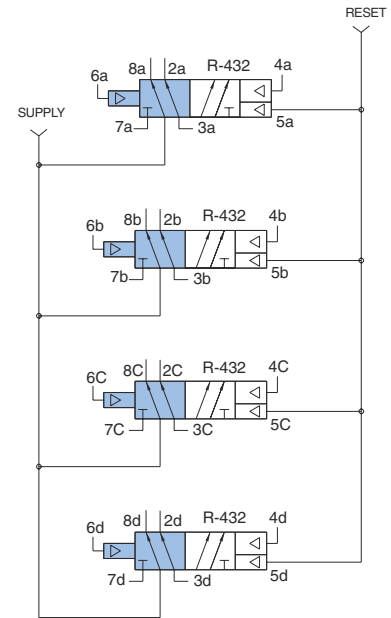 RESET
8a 2a R-432 4a
6a
SUPPLY
7a 3a 5a
8b 2b R-432 4b
6b
7b 3b 5b
8C 2C R-432 4C
6C
7C 3C 5C
8d 2d R-432 4d
6d
7d 3d 5d